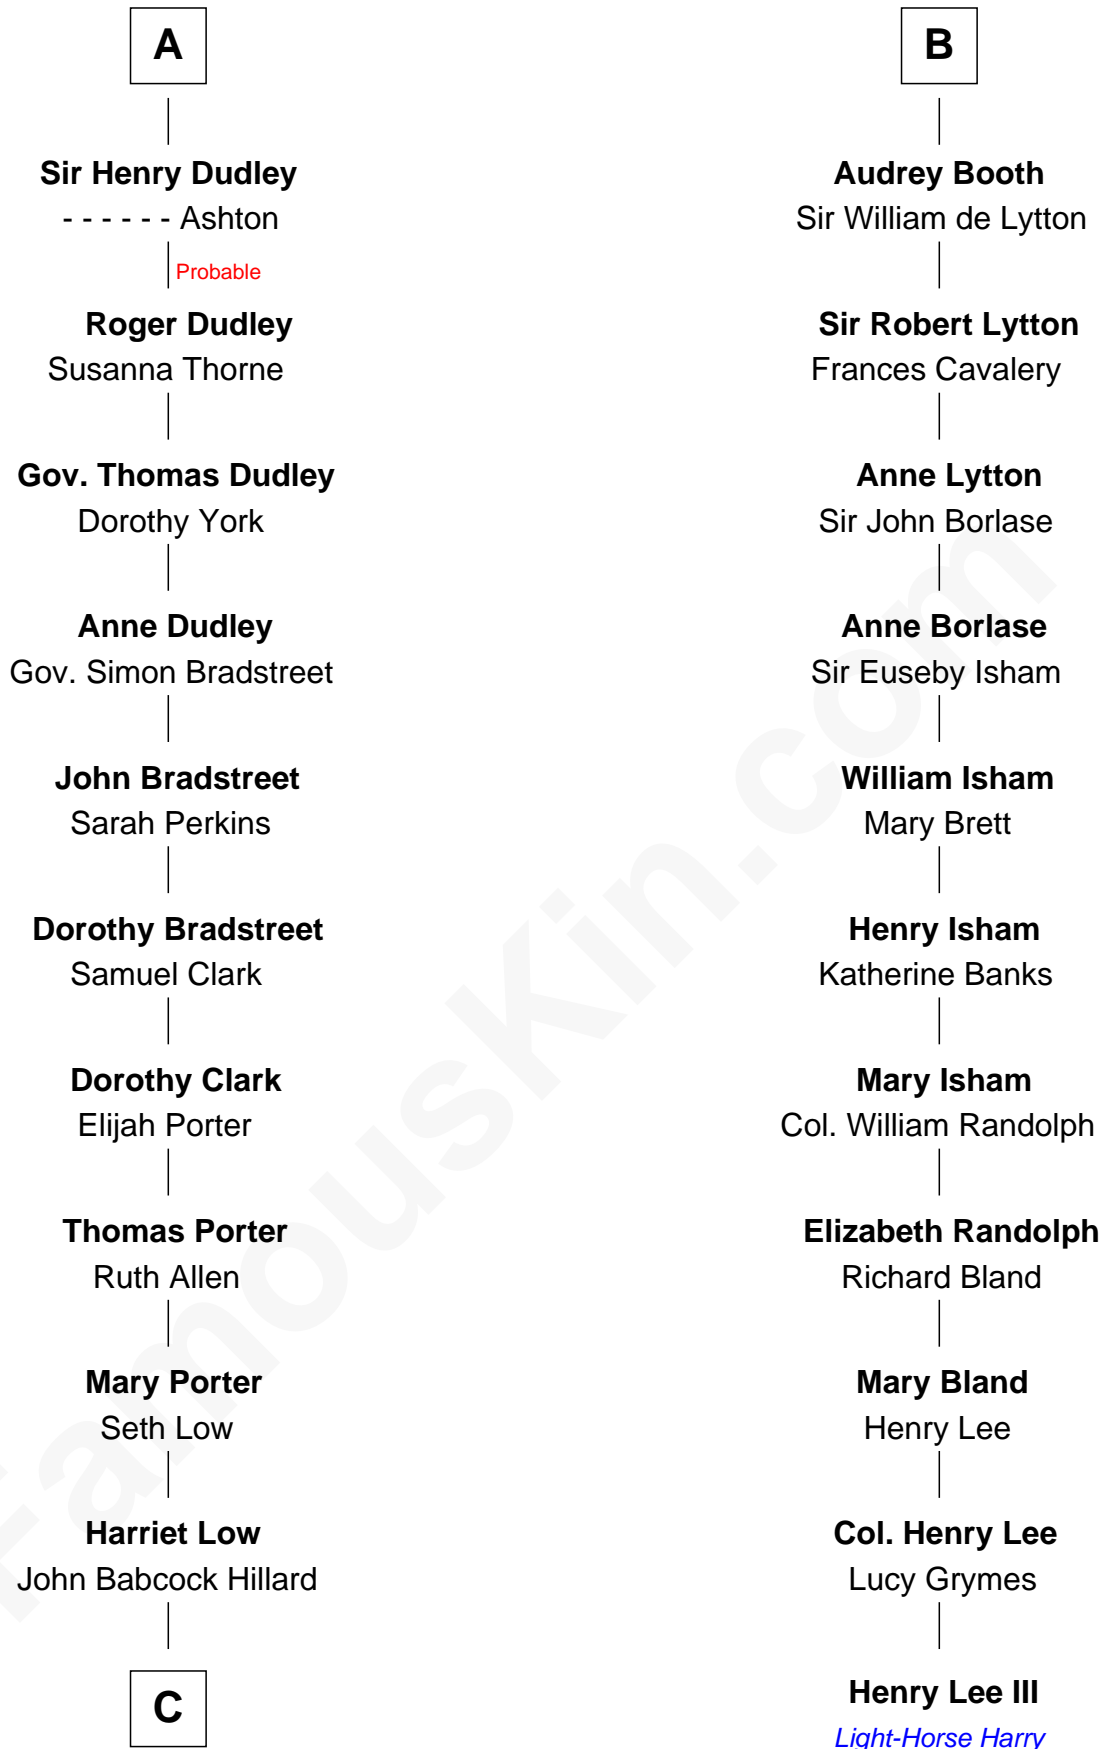 A
Sir Henry Dudley
- - - - - - Ashton
Probable
Roger Dudley
Susanna Thorne
Gov. Thomas Dudley
Dorothy York
Anne Dudley
Gov. Simon Bradstreet
John Bradstreet
Sarah Perkins
Dorothy Bradstreet
Samuel Clark
Dorothy Clark
Elijah Porter
Thomas Porter
Ruth Allen
Mary Porter
Seth Low
Harriet Low
John Babcock Hillard
C
B
Audrey Booth
Sir William de Lytton
Sir Robert Lytton
Frances Cavalery
Anne Lytton
Sir John Borlase
Anne Borlase
Sir Euseby Isham
William Isham
Mary Brett
Henry Isham
Katherine Banks
Mary Isham
Col. William Randolph
Elizabeth Randolph
Richard Bland
Mary Bland
Henry Lee
Col. Henry Lee
Lucy Grymes
Henry Lee III
Light-Horse Harry
FamousKin.com